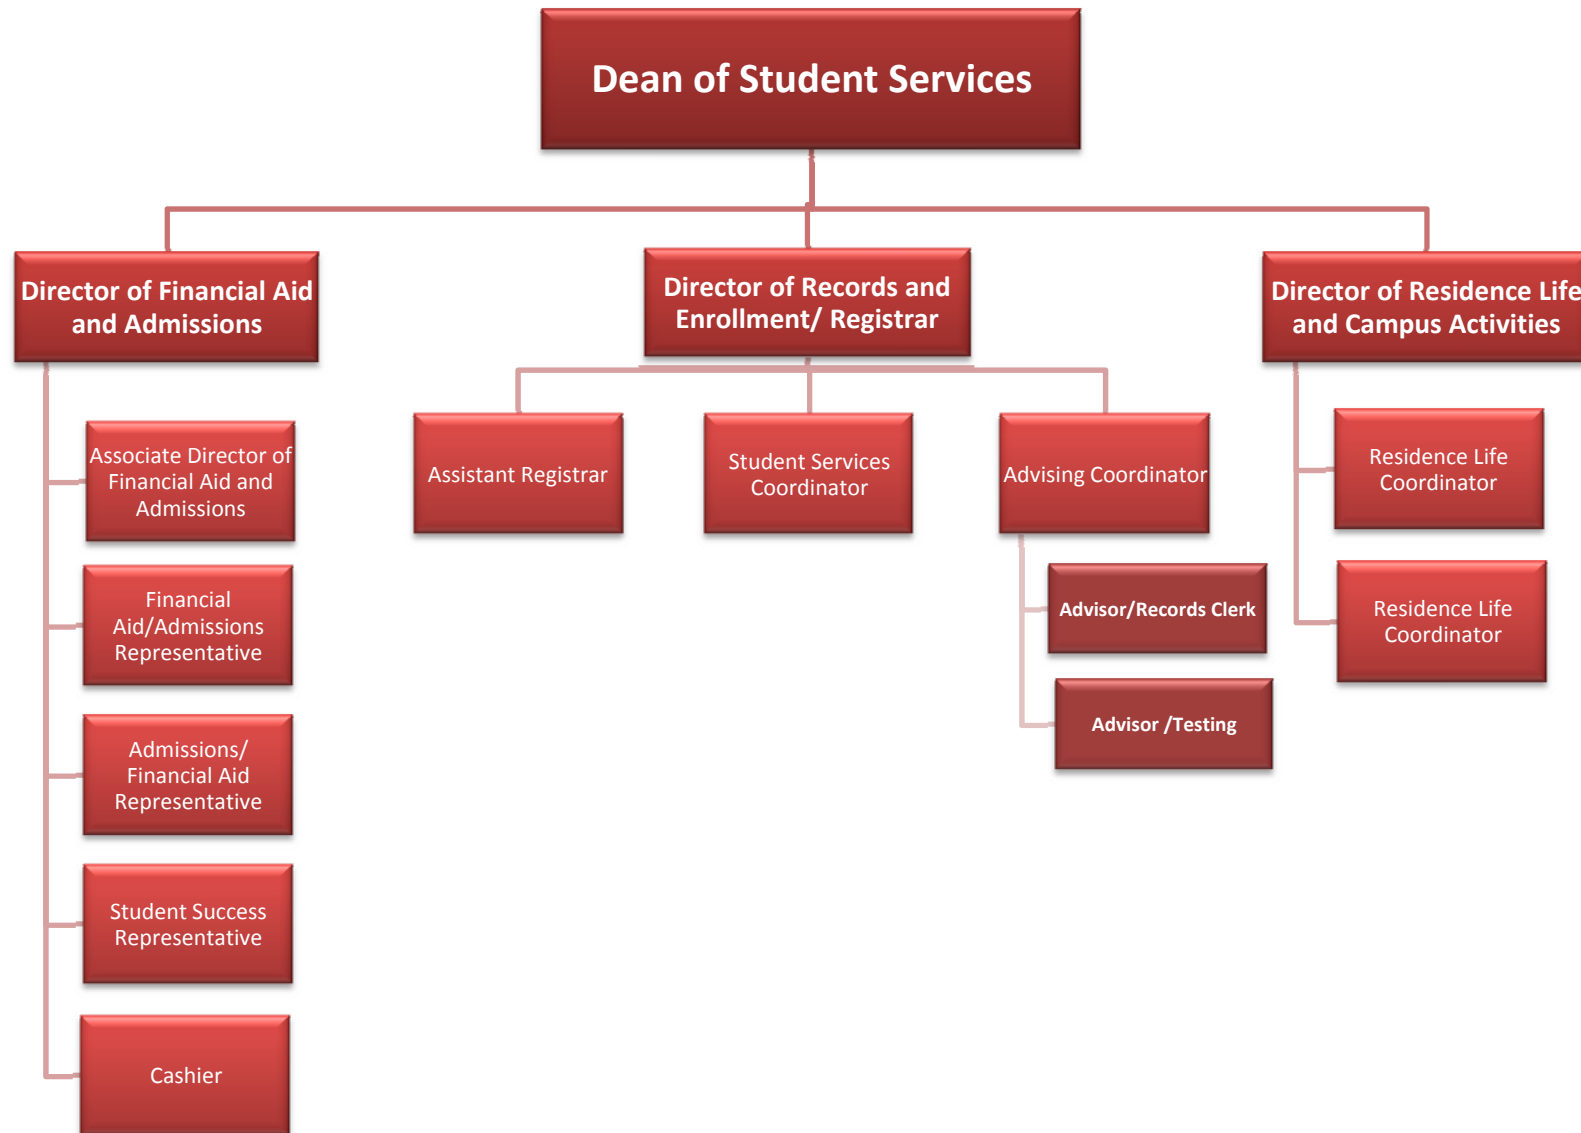 Dean of Student Services
Director of Financial Aid
and Admissions
Director of Records and
Enrollment/ Registrar
Director of Residence Life
and Campus Activities
Associate Director of
Financial Aid and
Admissions
Financial
Aid/Admissions
Representative
Admissions/
Financial Aid
Representative
Student Success
Representative
Cashier
Assistant Registrar
Student Services
Coordinator
Advising Coordinator
Advisor/Records Clerk
Advisor /Testing
Residence Life
Coordinator
Residence Life
Coordinator